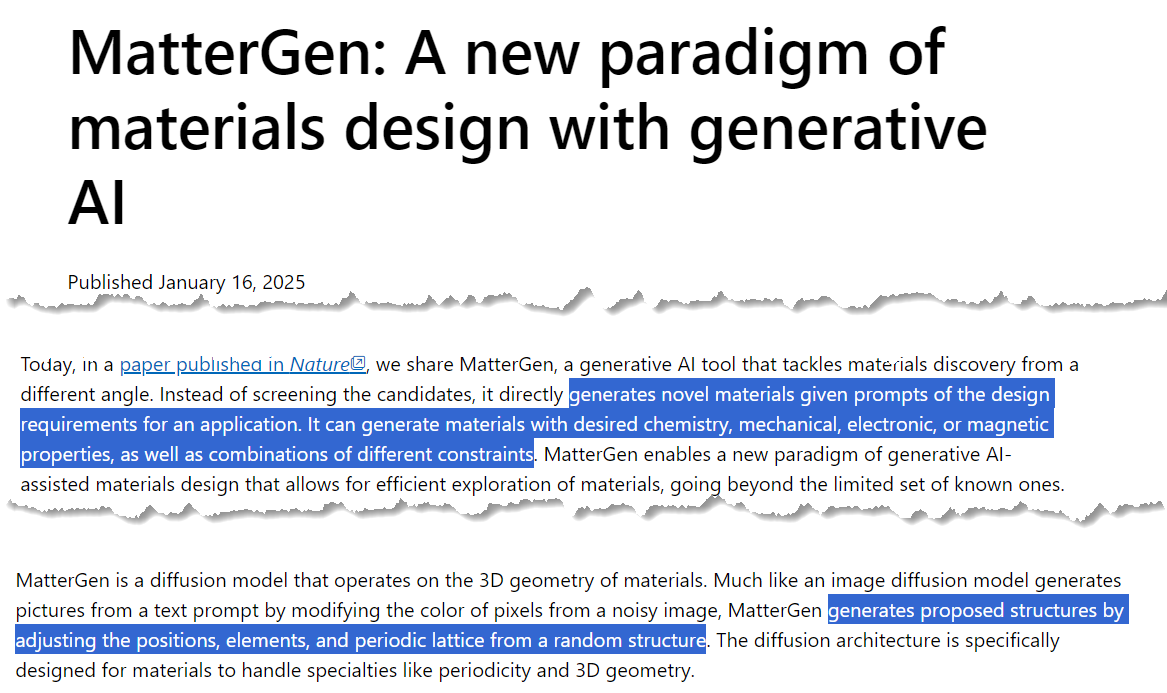 MatterGen: A new paradigm of
materials design with generative
AI
Published January 16, 2025
Today, in a paper published in Nature, we share MatterGen, a generative AI tool that tackles materials discovery from a
different angle. Instead of screening the candidates, it directly generates novel materials given prompts of the design
requirements for an application. It can generate materials with desired chemistry, mechanical, electronic, or magnetic
properties, as well as combinations of different constraints. MatterGen enables a new paradigm of generative AI-
assisted materials design that allows for efficient exploration of materials, going beyond the limited set of known ones.
MatterGen is a diffusion model that operates on the 3D geometry of materials. Much like an image diffusion model generates
pictures from a text prompt by modifying the color of pixels from a noisy image, MatterGen generates proposed structures by
adjusting the positions, elements, and periodic lattice from a random structure. The diffusion architecture is specifically
designed for materials to handle specialties like periodicity and 3D geometry.